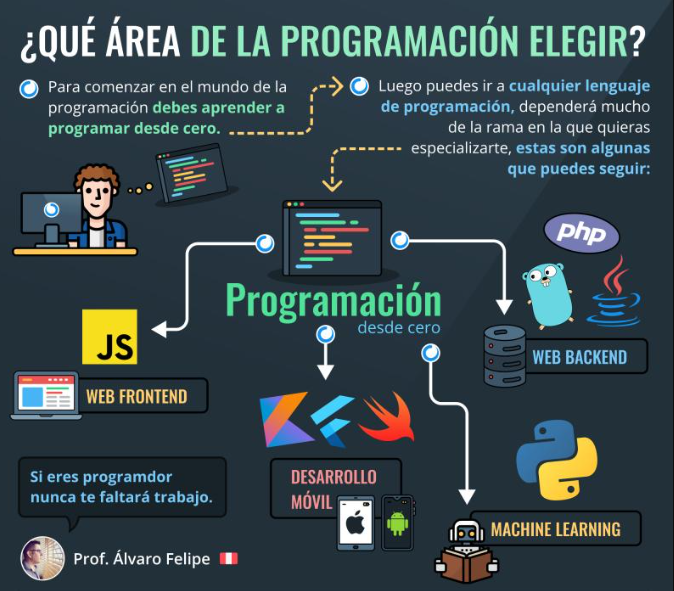 ¿QUÉ ÁREA DE LA PROGRAMACIÓN ELEGIR?
Para comenzar en el mundo de la
programación debes aprender a
programar desde cero.
Luego puedes ir a cualquier lenguaje
de programación, dependerá mucho
de la rama en la que quieras
especializarte, estas son algunas
que puedes seguir:
Programación
desde cero
php
WEB BACKEND
JS
WEB FRONTEND
DESARROLLO
MÓVIL
MACHINE LEARNING
Si eres programdor
nunca te faltará trabajo.
Prof. Álvaro Felipe